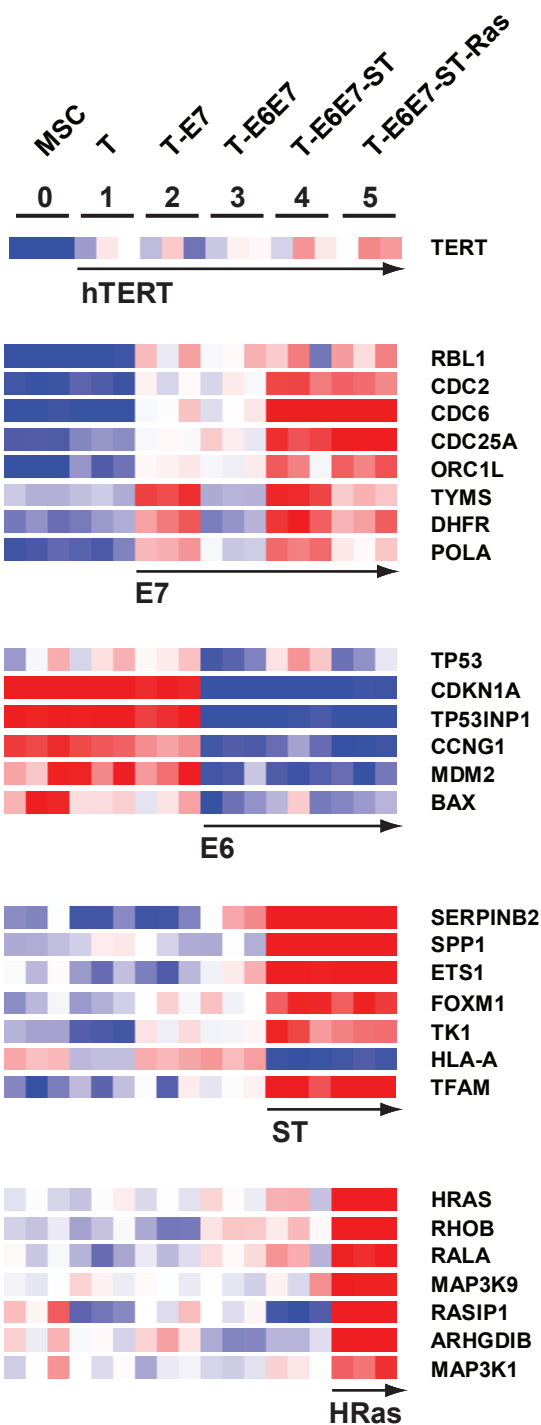 MSC T T-E7 T-E6E7 T-E6E7-ST T-E6E7-ST-Ras
0 1 2 3 4 5
TERT
hTERT
RBL1
CDC2
CDC6
CDC25A
ORC1L
TYMS
DHFR
POLA
E7
TP53
CDKN1A
TP53INP1
CCNG1
MDM2
BAX
E6
SERPINB2
SPP1
ETS1
FOXM1
TK1
HLA-A
TFAM
ST
HRAS
RHOB
RALA
MAP3K9
RASIP1
ARHGDIB
MAP3K1
HRas